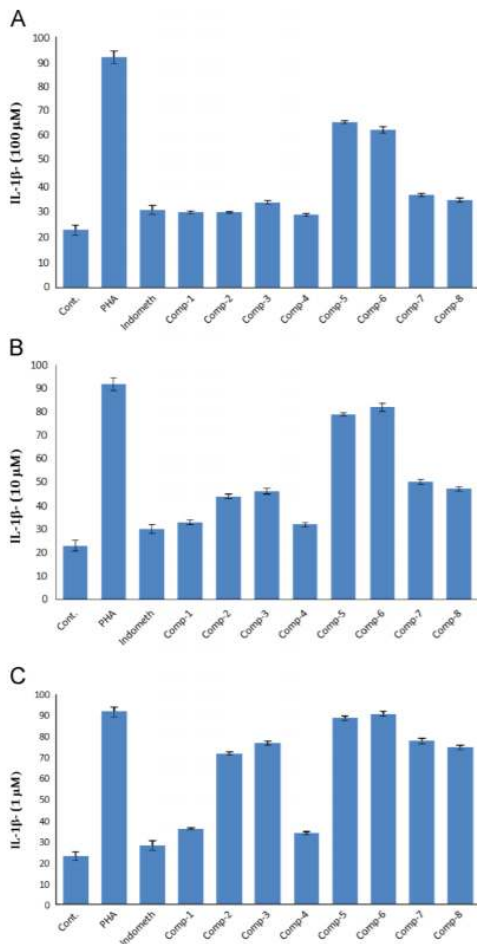 A
IL-1β- (100 μM)
100
90
80
70
60
50
40
30
20
10
0
Cont.
PHA
Indometh
Comp-1
Comp-2
Comp-3
Comp-4
Comp-5
Comp-6
Comp-7
Comp-8
B
IL-1β- (10 μM)
100
90
80
70
60
50
40
30
20
10
0
Cont.
PHA
Indometh
Comp-1
Comp-2
Comp-3
Comp-4
Comp-5
Comp-6
Comp-7
Comp-8
C
IL-1β- (1 μM)
100
90
80
70
60
50
40
30
20
10
0
Cont.
PHA
Indometh
Comp-1
Comp-2
Comp-3
Comp-4
Comp-5
Comp-6
Comp-7
Comp-8